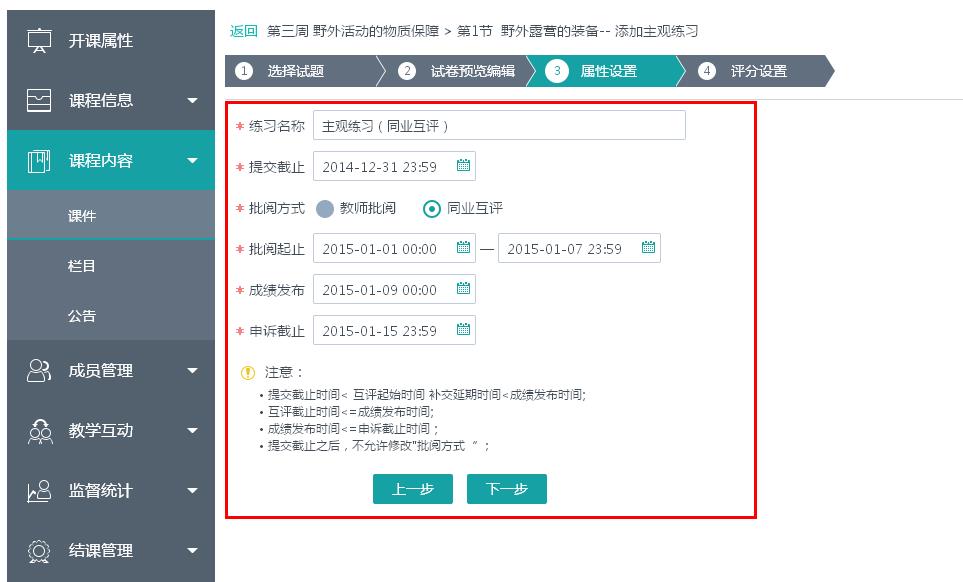 开课属性
课程信息
课程内容
课件
栏目
公告
成员管理
教学互动
监督统计
结课管理
返回 第三周 野外活动的物质保障 > 第1节 野外露营的装备-- 添加主观练习
1 选择试题 2 试卷预览编辑 3 属性设置 4 评分设置
* 练习名称 主观练习（同业互评）
* 提交截止 2014-12-31 23:59
* 批阅方式 教师批阅 同业互评
* 批阅起止 2015-01-01 00:00 — 2015-01-07 23:59
* 成绩发布 2015-01-09 00:00
* 申诉截止 2015-01-15 23:59
注意：
• 提交截止时间< 互评起始时间 补交延期时间<成绩发布时间;
• 互评截止时间<=成绩发布时间;
• 成绩发布时间<=申诉截止时间；
• 提交截止之后，不允许修改"批阅方式 ”；
上一步 下一步